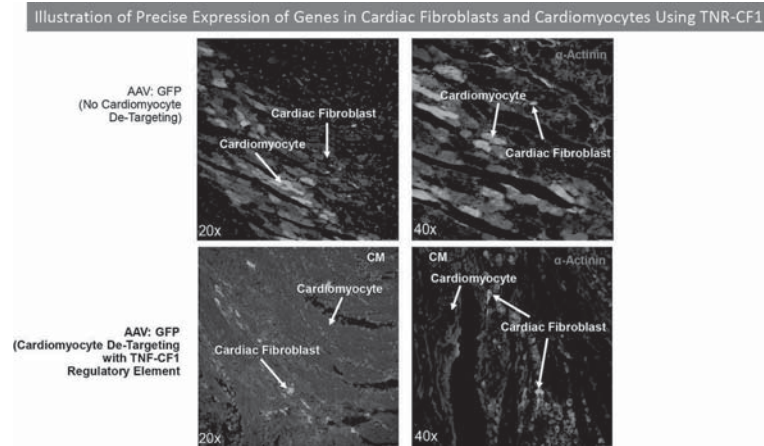 Illustration of Precise Expression of Genes in Cardiac Fibroblasts and Cardiomyocytes Using TNR-CF1
AAV: GFP
(No Cardiomyocyte
De-Targeting)
Cardiac Fibroblast
Cardiomyocyte
20x
α-Actinin
Cardiomyocyte
Cardiac Fibroblast
40x
AAV: GFP
(Cardiomyocyte De-Targeting
with TNF-CF1
Regulatory Element
CM
Cardiomyocyte
Cardiac Fibroblast
20x
CM
α-Actinin
Cardiomyocyte
Cardiac Fibroblast
40x